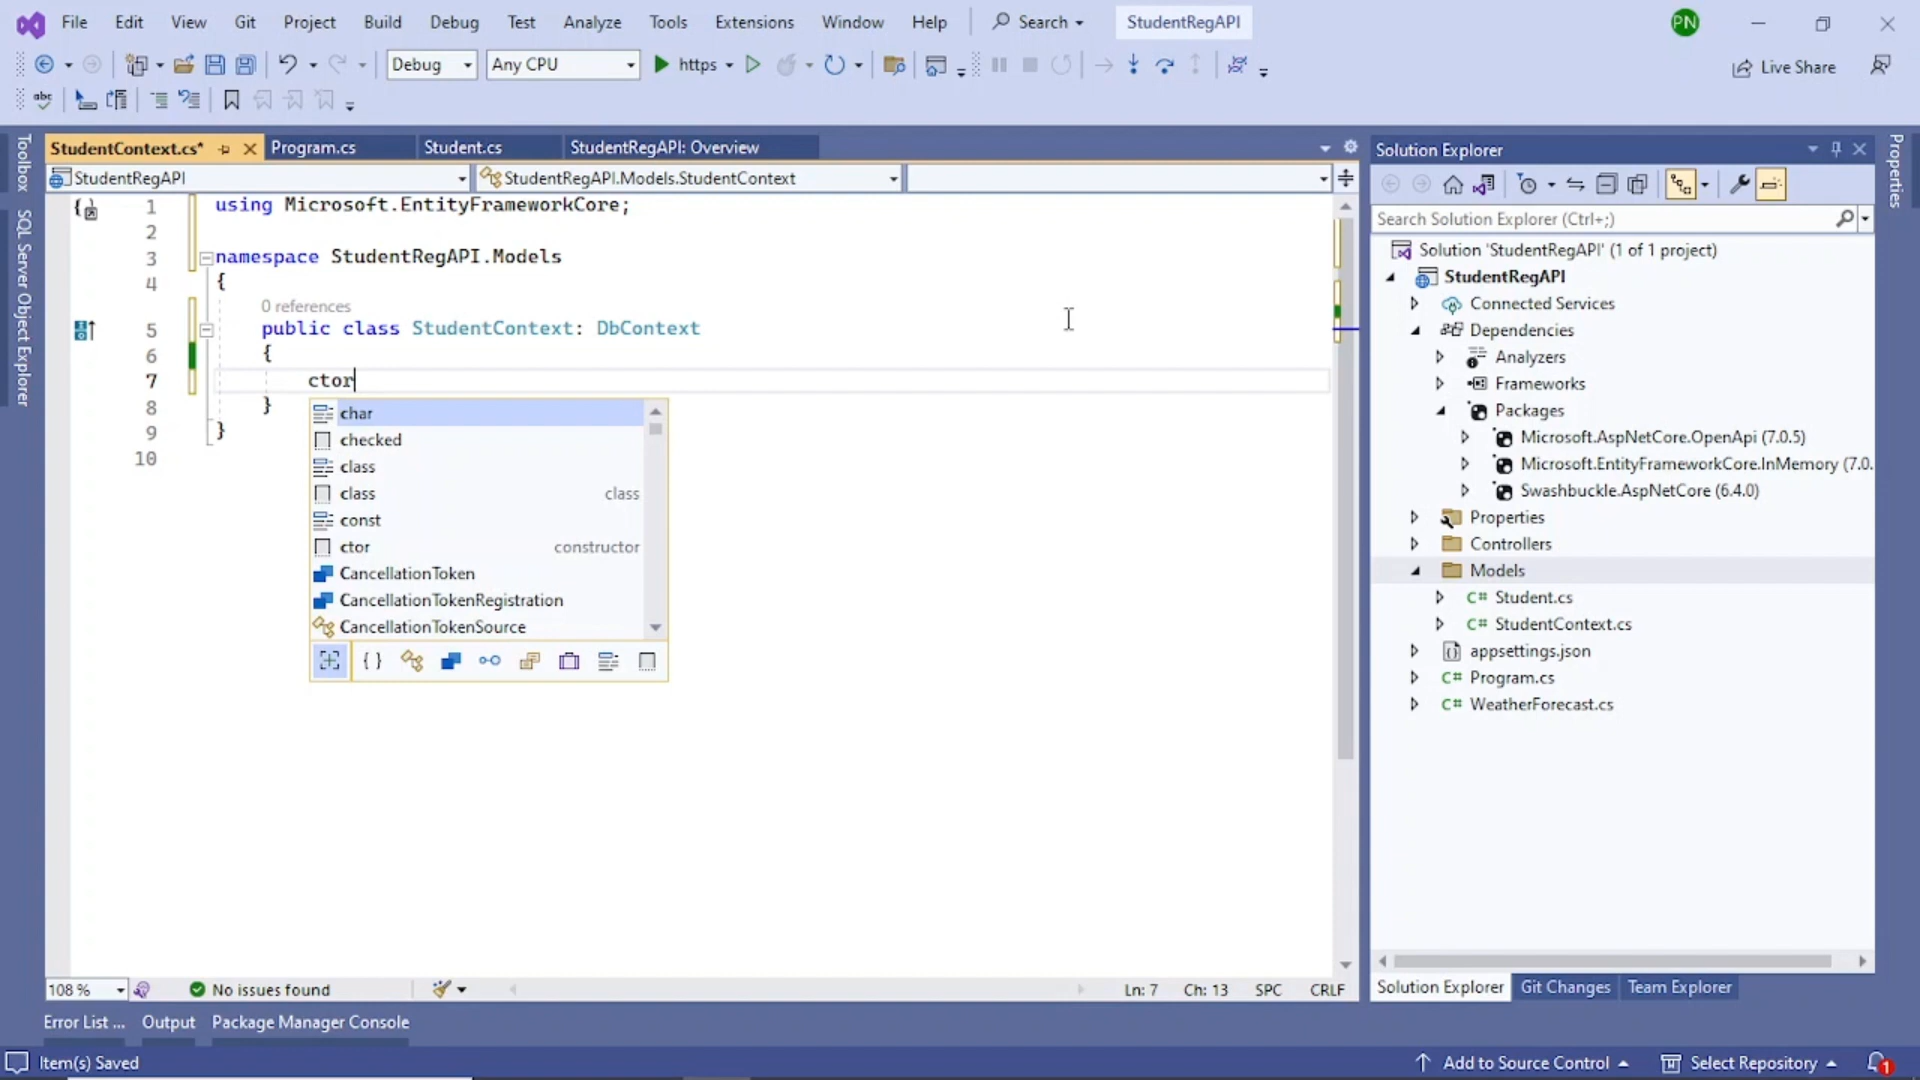 File Edit View Git Project Build Debug Test Analyze Tools Extensions Window Help Search StudentRegAPI PN
Debug Any CPU https Live Share
abc
StudentContext.cs* Program.cs Student.cs StudentRegAPI: Overview
StudentRegAPI StudentRegAPI.Models.StudentContext
Toolbox
SQL Server Object Explorer
1 using Microsoft.EntityFrameworkCore;
2
3 namespace StudentRegAPI.Models
4 {
0 references
5 public class StudentContext: DbContext
6 {
7 ctor
8 }
9 }
10
char
checked
class
class class
const
ctor constructor
CancellationToken
CancellationTokenRegistration
CancellationTokenSource
108 % No issues found Ln: 7 Ch: 13 SPC CRLF
Solution Explorer
Search Solution Explorer (Ctrl+;)
Solution 'StudentRegAPI' (1 of 1 project)
StudentRegAPI
Connected Services
Dependencies
Analyzers
Frameworks
Packages
Microsoft.AspNetCore.OpenApi (7.0.5)
Microsoft.EntityFrameworkCore.InMemory (7.0.
Swashbuckle.AspNetCore (6.4.0)
Properties
Controllers
Models
C# Student.cs
C# StudentContext.cs
appsettings.json
C# Program.cs
C# WeatherForecast.cs
Solution Explorer Git Changes Team Explorer
Properties
Error List ... Output Package Manager Console
Item(s) Saved Add to Source Control Select Repository 1